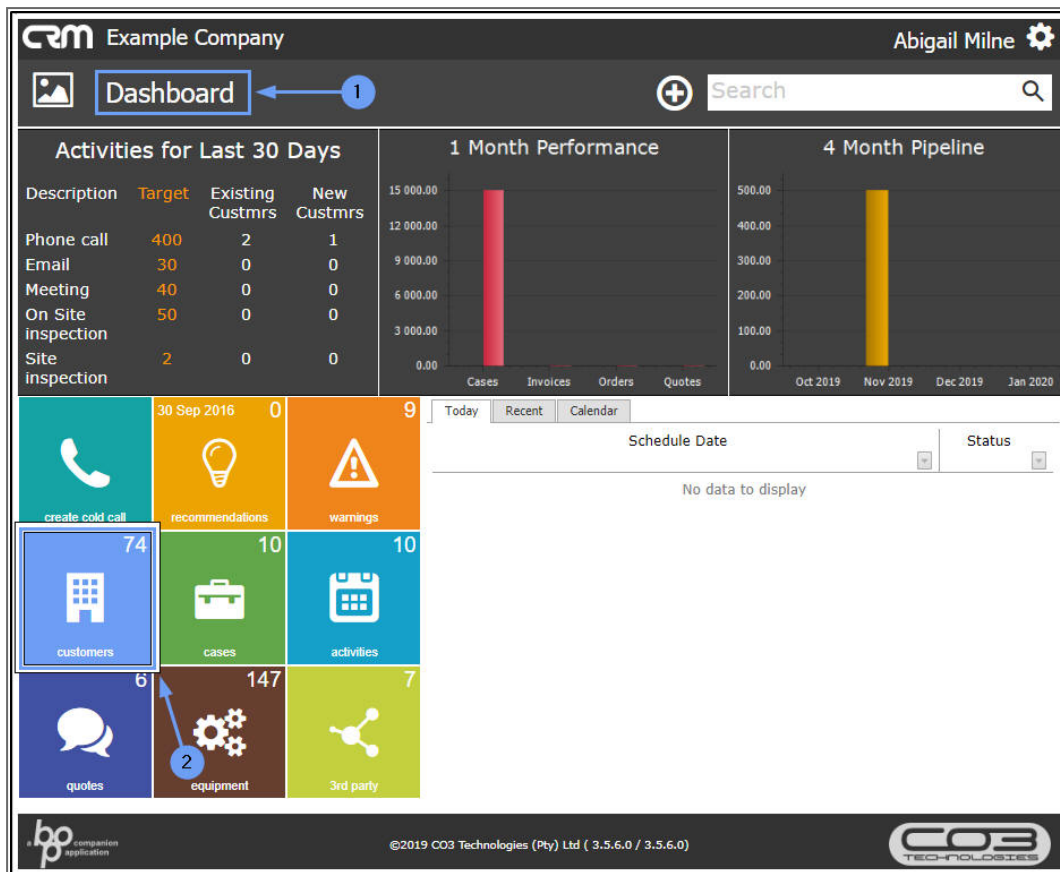 CRM Example Company
Abigail Milne
Dashboard
1
Search
Activities for Last 30 Days
Description Target Existing Custmrs New Custmrs
Phone call 400 2 1
Email 30 0 0
Meeting 40 0 0
On Site inspection 50 0 0
Site inspection 2 0 0
1 Month Performance
15 000.00
12 000.00
9 000.00
6 000.00
3 000.00
0.00
Cases Invoices Orders Quotes
4 Month Pipeline
500.00
400.00
300.00
200.00
100.00
0.00
Oct 2019 Nov 2019 Dec 2019 Jan 2020
create cold call
30 Sep 2016 0
recommendations
9
warnings
74
customers
10
cases
10
activities
6
quotes
147
equipment
7
3rd party
2
Today Recent Calendar
Schedule Date Status
No data to display
a bpo companion application
©2019 CO3 Technologies (Pty) Ltd ( 3.5.6.0 / 3.5.6.0)
CO3
TECHNOLOGIES